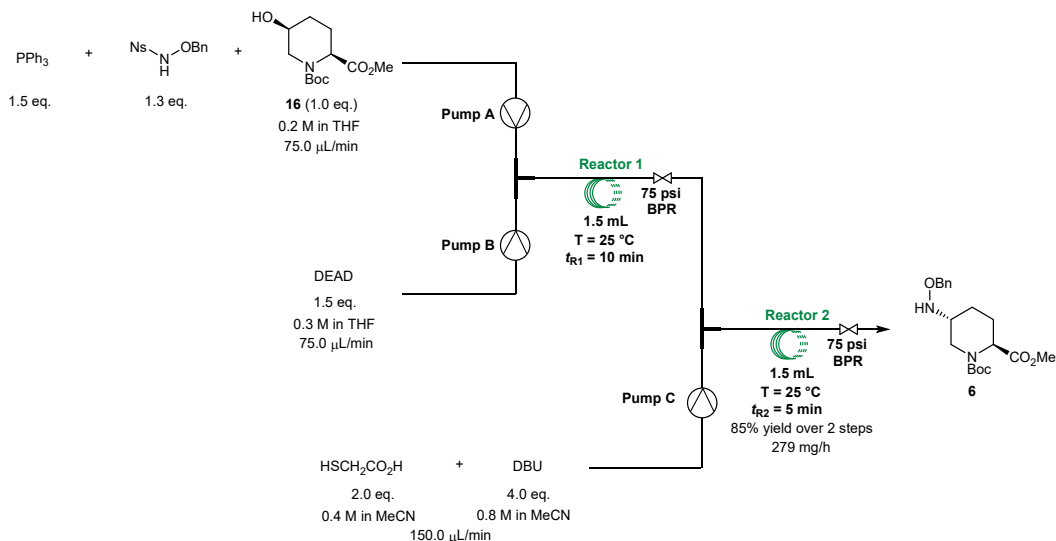 PPh3
1.5 eq.
+
Ns
N
H
OBn
1.3 eq.
+
HO
N
Boc
CO2Me
16 (1.0 eq.)
0.2 M in THF
75.0 μL/min
Pump A
Pump B
DEAD
1.5 eq.
0.3 M in THF
75.0 μL/min
Reactor 1
1.5 mL
T = 25 °C
tR1 = 10 min
75 psi
BPR
Pump C
HSCH2CO2H
+
DBU
2.0 eq.
4.0 eq.
0.4 M in MeCN
0.8 M in MeCN
150.0 μL/min
Reactor 2
1.5 mL
T = 25 °C
tR2 = 5 min
85% yield over 2 steps
279 mg/h
75 psi
BPR
OBn
HN
N
Boc
CO2Me
6